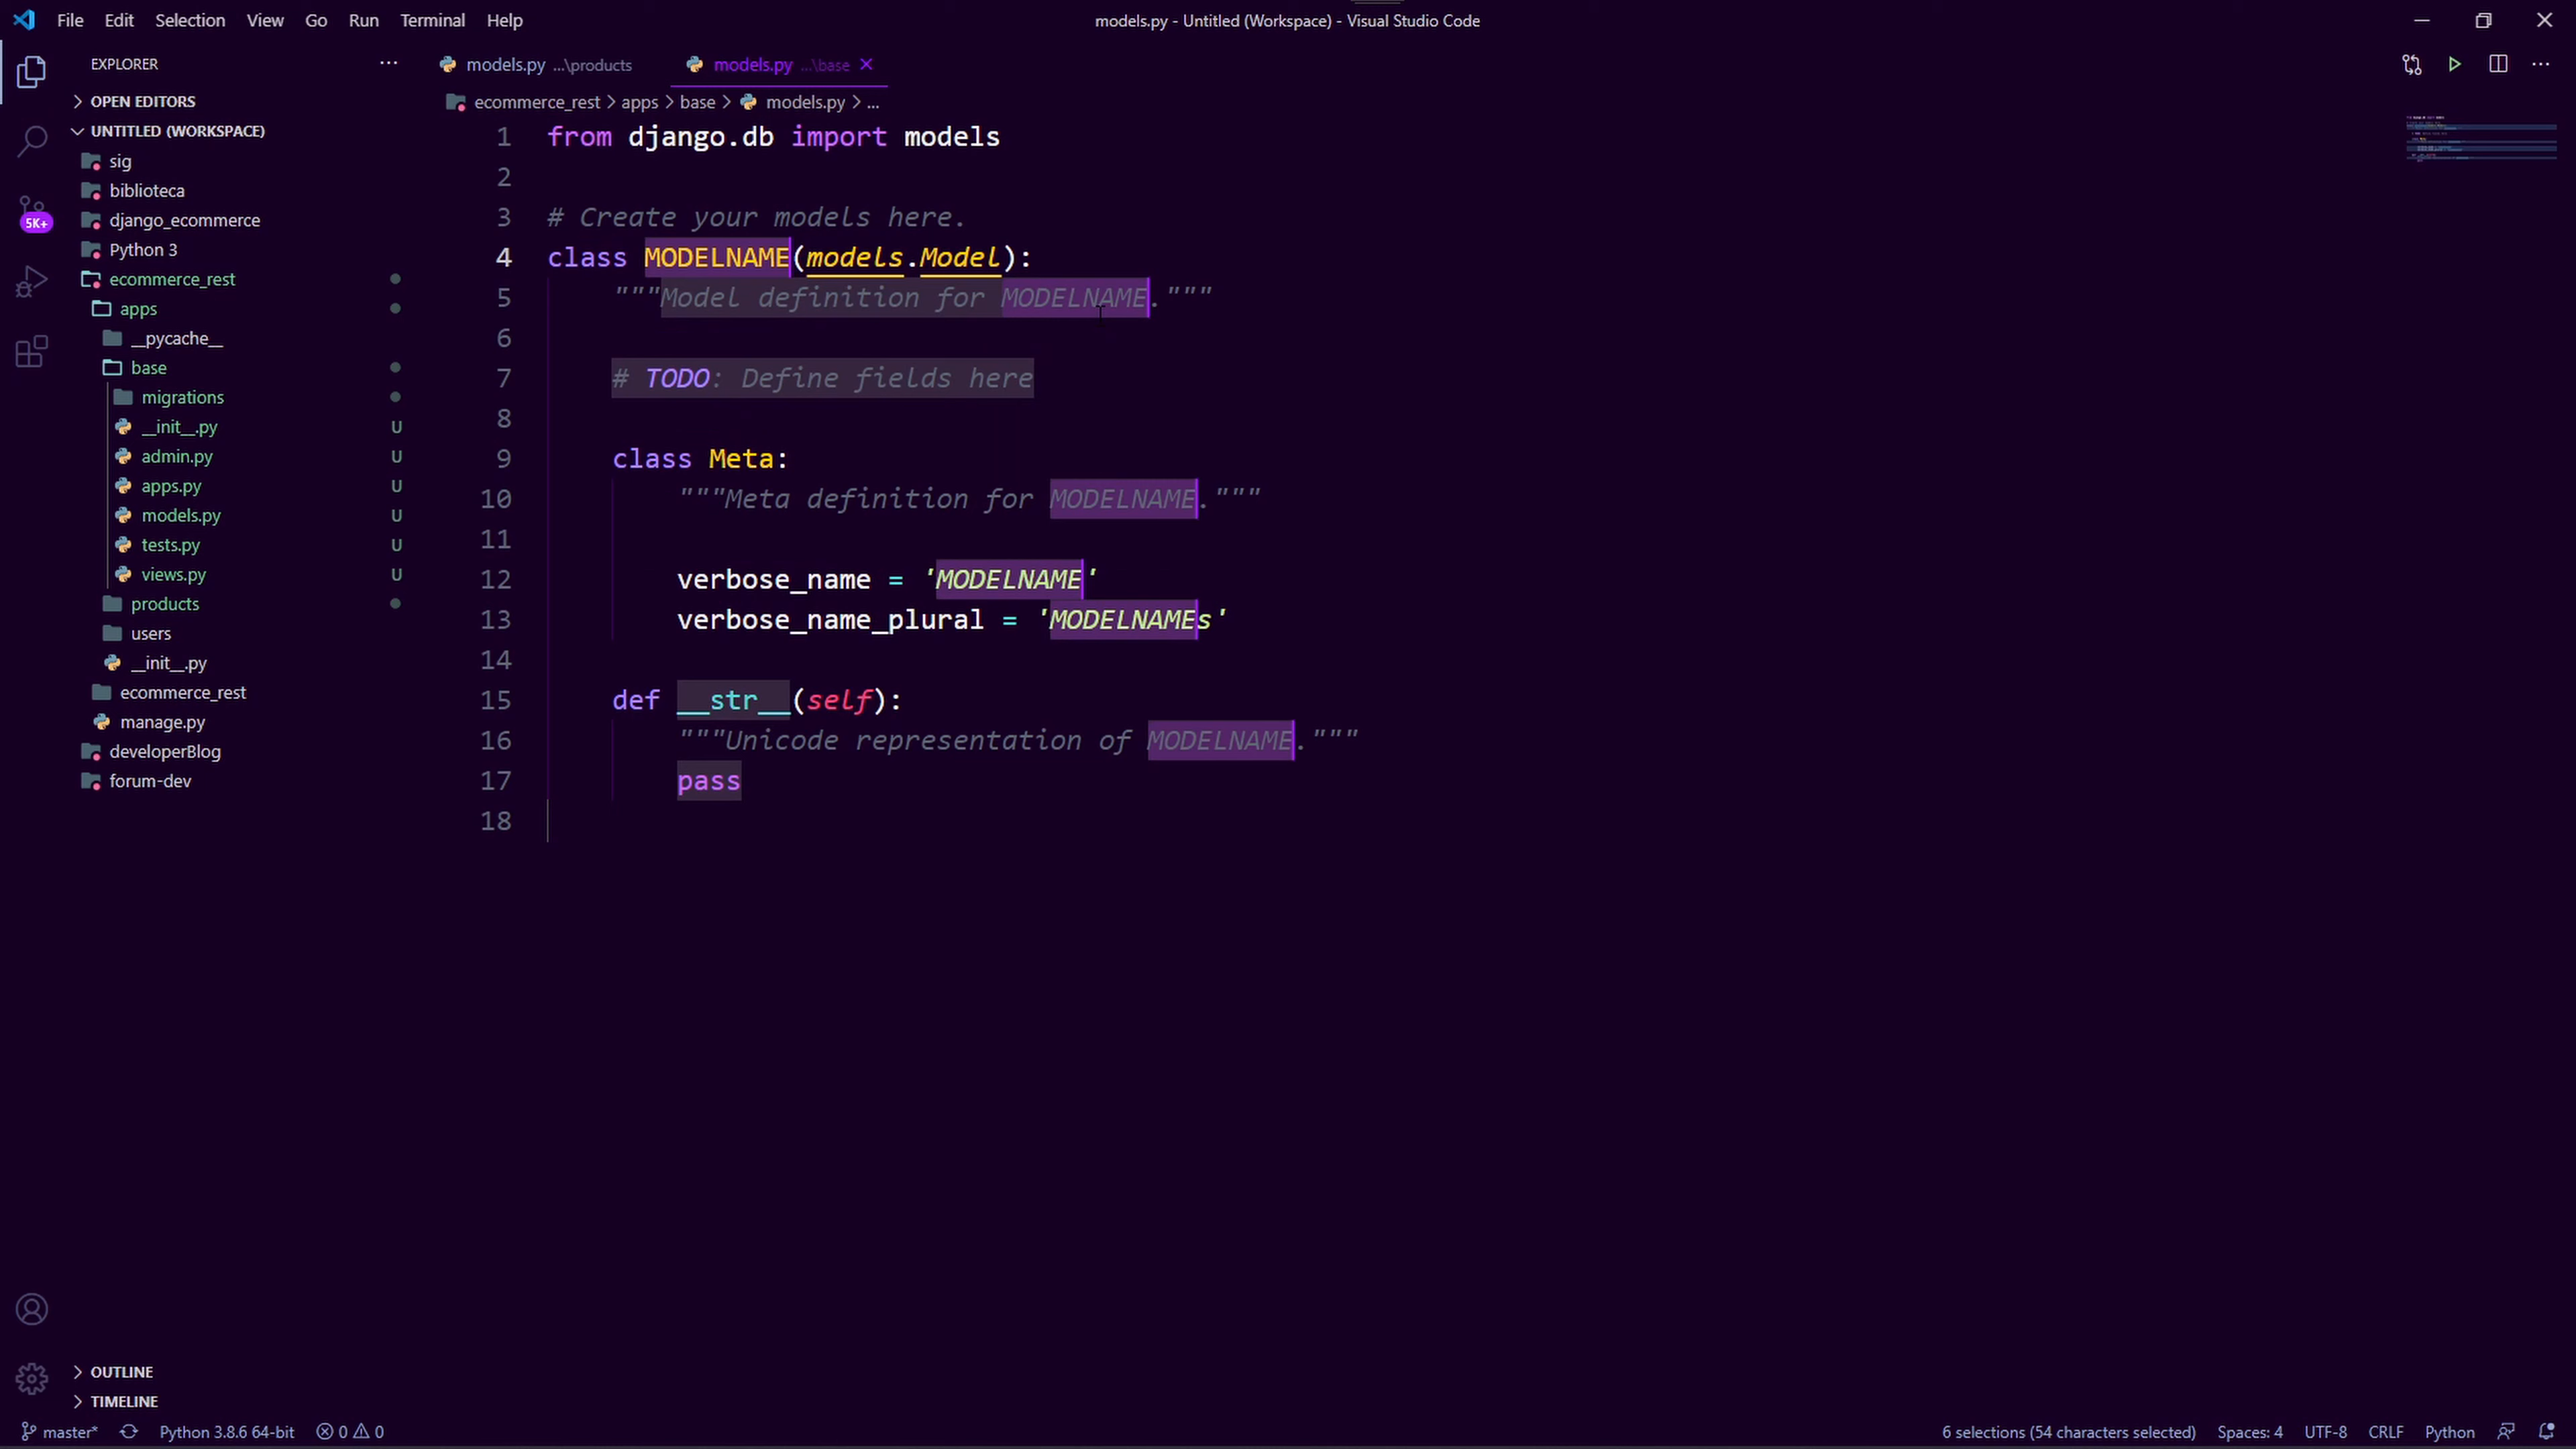 File Edit Selection View Go Run Terminal Help
models.py - Untitled (Workspace) - Visual Studio Code
EXPLORER
OPEN EDITORS
UNTITLED (WORKSPACE)
sig
biblioteca
django_ecommerce
Python 3
ecommerce_rest
apps
__pycache__
base
migrations
__init__.py U
admin.py U
apps.py U
models.py U
tests.py U
views.py U
products
users
__init__.py
ecommerce_rest
manage.py
developerBlog
forum-dev
OUTLINE
TIMELINE
5K+
models.py ...\products
models.py ...\base
ecommerce_rest > apps > base > models.py > ...
1 from django.db import models
2
3 # Create your models here.
4 class MODELNAME(models.Model):
5 """Model definition for MODELNAME."""
6
7 # TODO: Define fields here
8
9 class Meta:
10 """Meta definition for MODELNAME."""
11
12 verbose_name = 'MODELNAME'
13 verbose_name_plural = 'MODELNAMEs'
14
15 def __str__(self):
16 """Unicode representation of MODELNAME."""
17 pass
18
master* Python 3.8.6 64-bit 0 0
6 selections (54 characters selected) Spaces: 4 UTF-8 CRLF Python